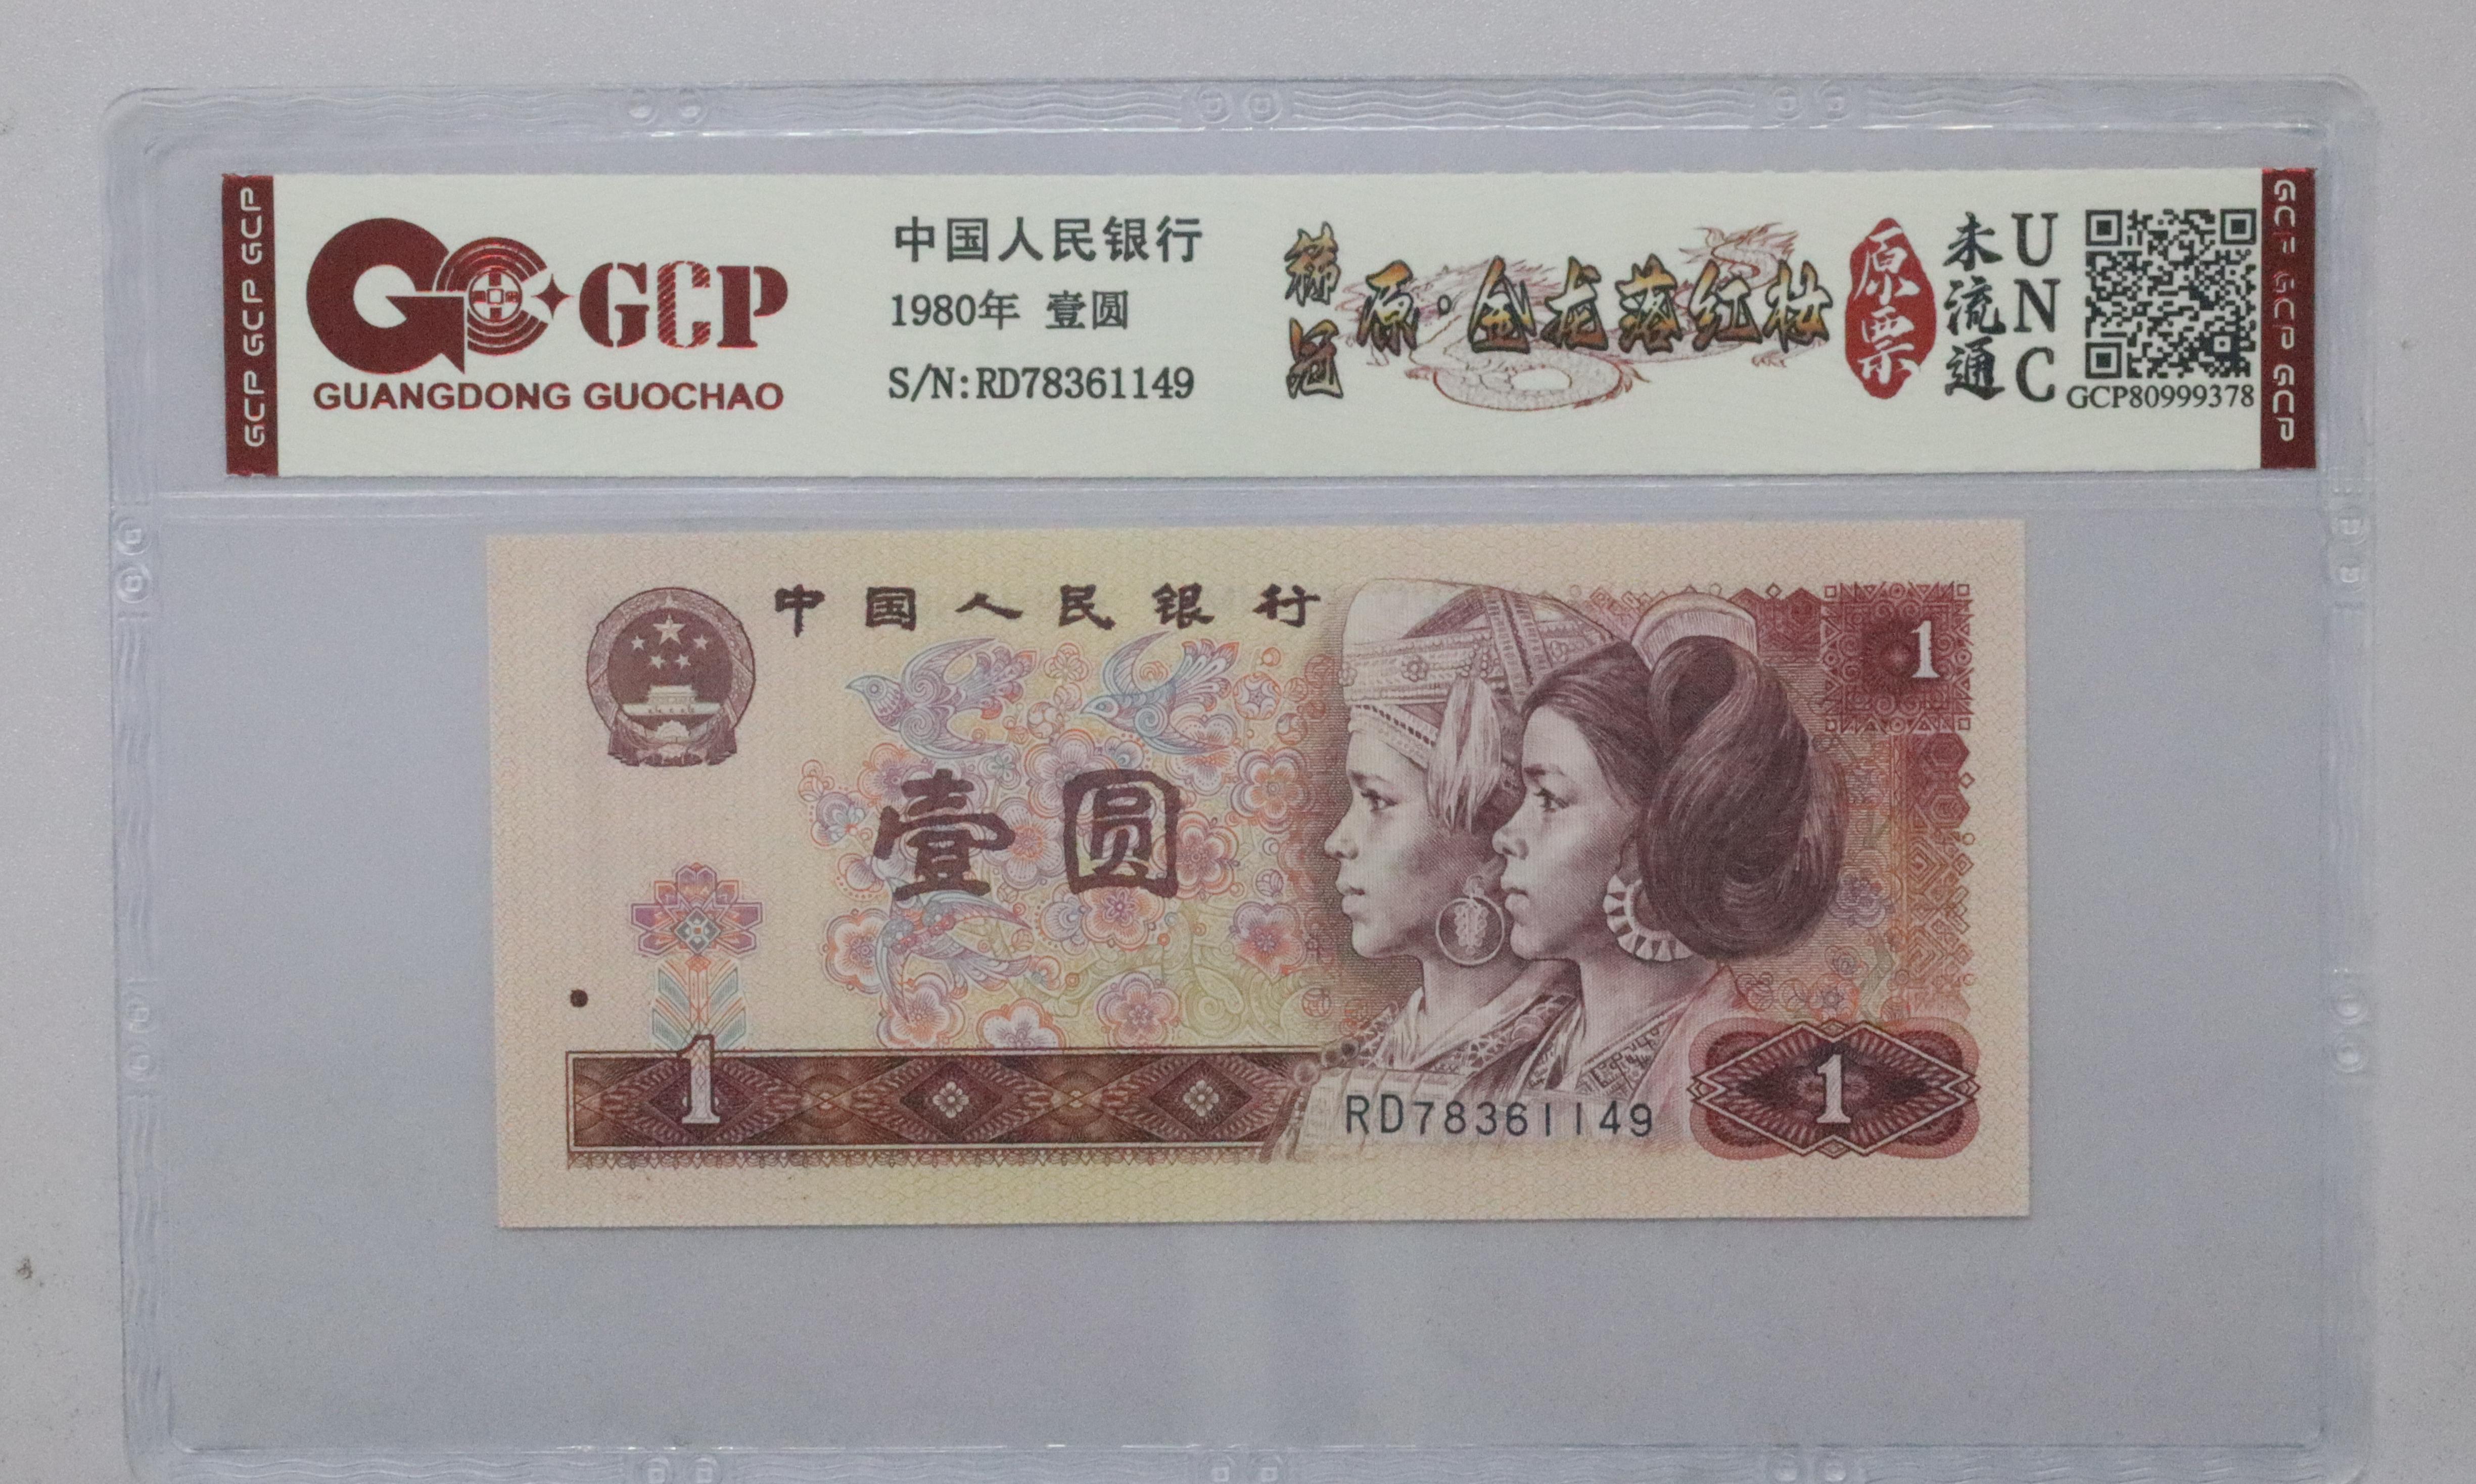 GCP GCP GCP
GCP
GUANGDONG GUOCHAO
中国人民银行
1980年 壹圆
S/N:RD78361149
稀冠
原·金龙落红妆
原票
未流通
UNC
GCP80999378
GCP GCP GCP
中国人民银行
1
壹圆
1
RD78361149
1